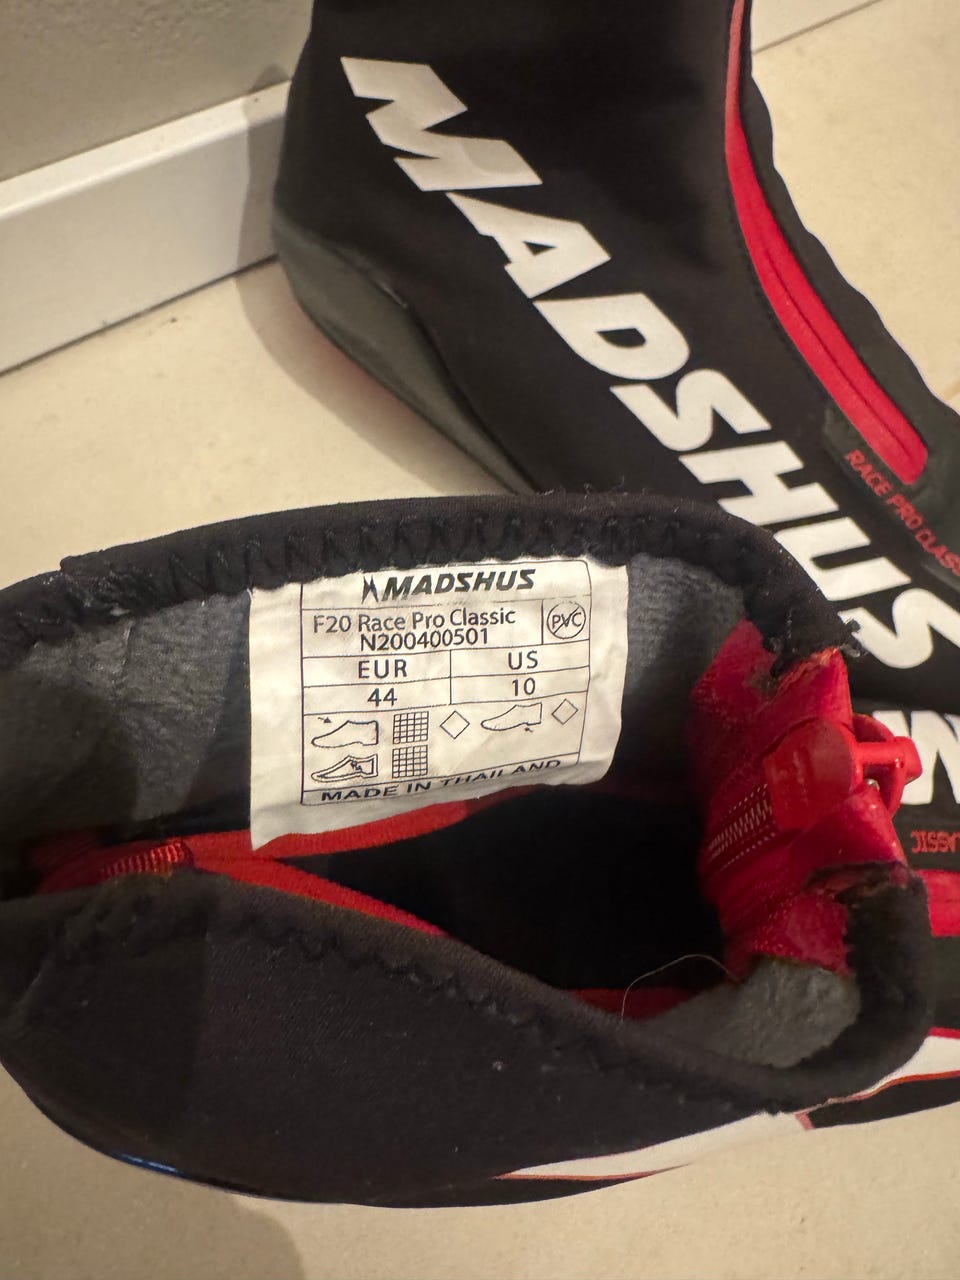 MADSHUS
RACE PRO CLASSIC
MADSHUS
F20 Race Pro Classic
N200400501
PVC
EUR
US
44
10
MADE IN THAILAND